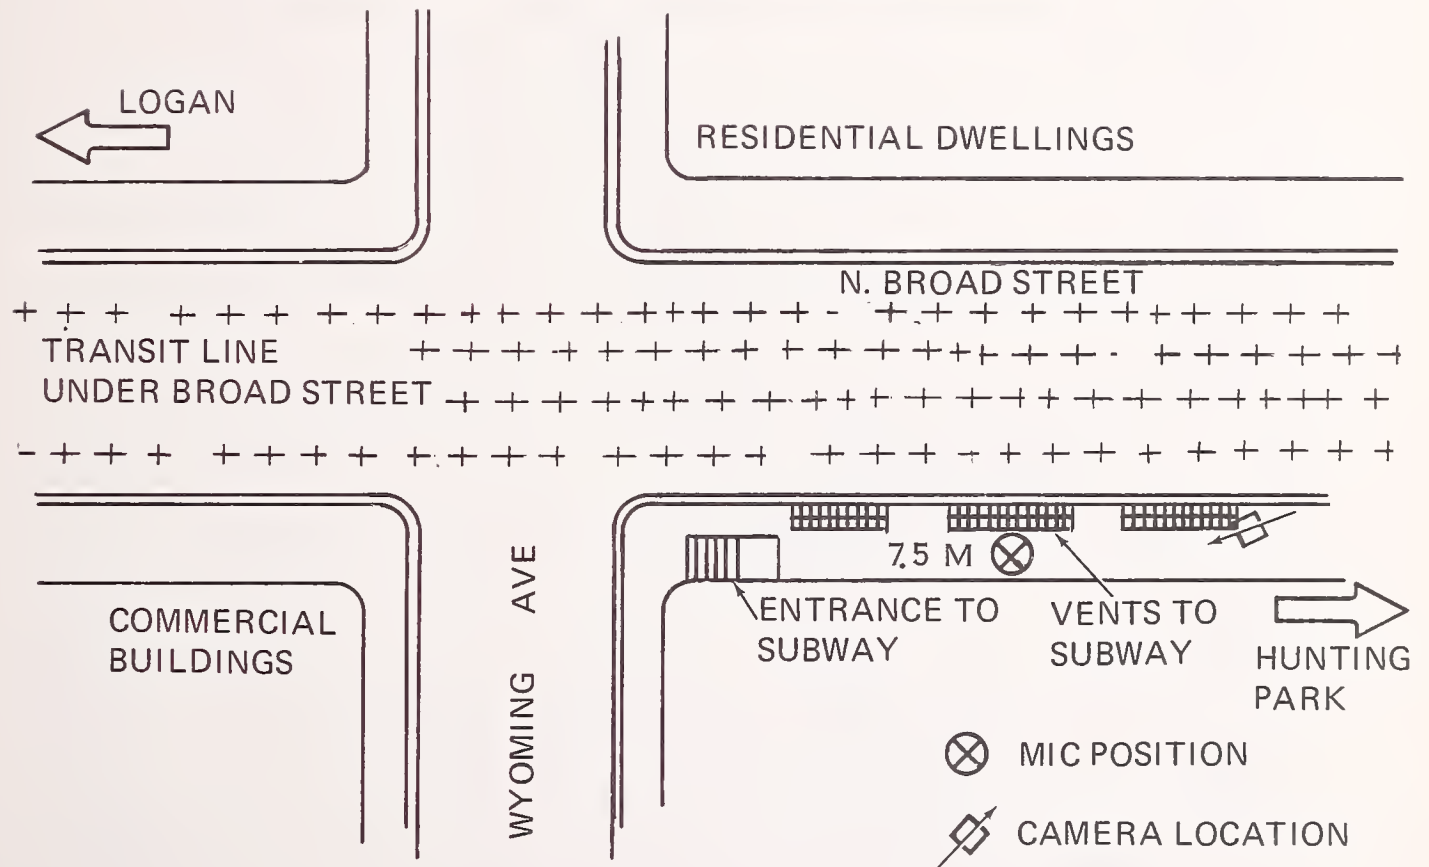 LOGAN
RESIDENTIAL DWELLINGS
N. BROAD STREET
TRANSIT LINE
UNDER BROAD STREET
7.5 M
ENTRANCE TO
SUBWAY
VENTS TO
SUBWAY
HUNTING
PARK
COMMERCIAL
BUILDINGS
WYOMING AVE
MIC POSITION
CAMERA LOCATION